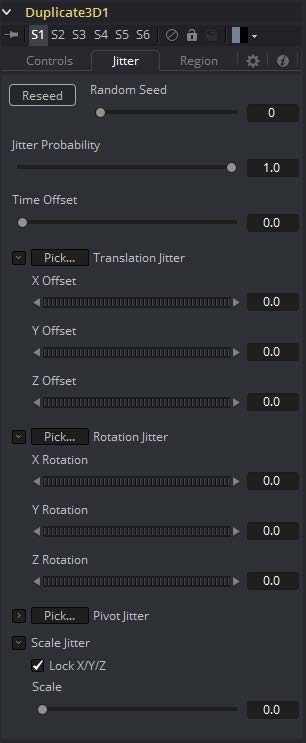 Duplicate3D1
S1 S2 S3 S4 S5 S6
Controls Jitter Region
Reseed
Random Seed
0
Jitter Probability
1.0
Time Offset
0.0
Pick... Translation Jitter
X Offset
0.0
Y Offset
0.0
Z Offset
0.0
Pick... Rotation Jitter
X Rotation
0.0
Y Rotation
0.0
Z Rotation
0.0
Pick... Pivot Jitter
Scale Jitter
Lock X/Y/Z
Scale
0.0